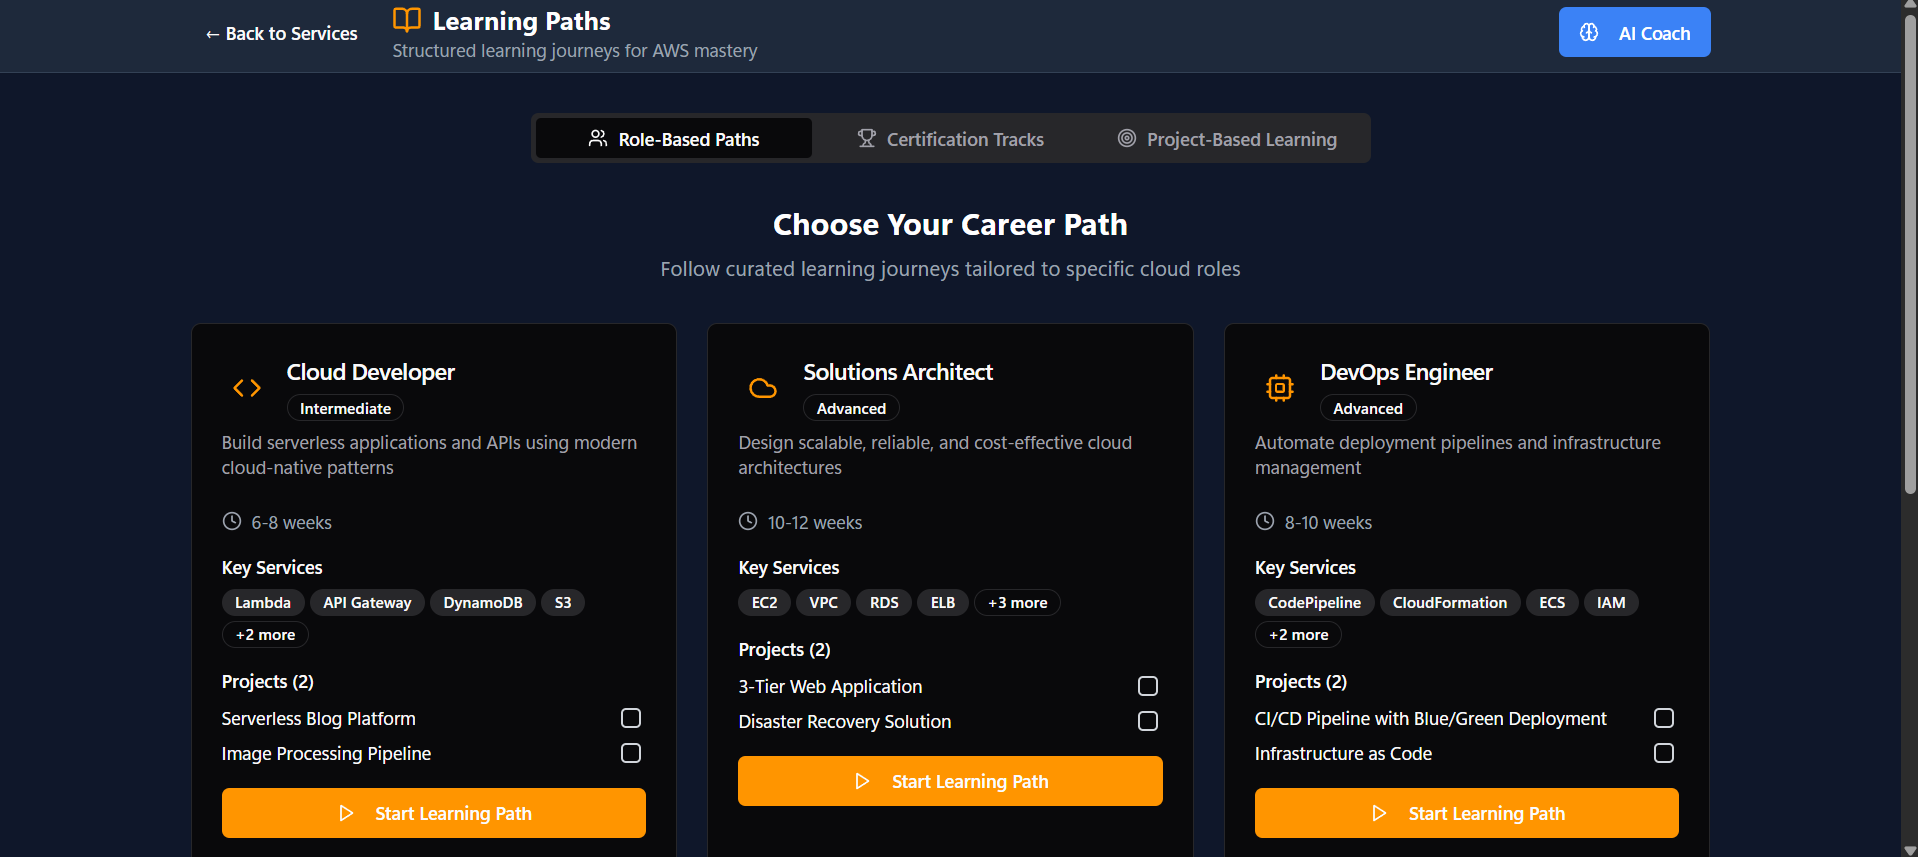 ← Back to Services
Learning Paths
Structured learning journeys for AWS mastery
AI Coach
Role-Based Paths
Certification Tracks
Project-Based Learning
Choose Your Career Path
Follow curated learning journeys tailored to specific cloud roles
Cloud Developer
Intermediate
Build serverless applications and APIs using modern
cloud-native patterns
6-8 weeks
Key Services
Lambda API Gateway DynamoDB S3
+2 more
Projects (2)
Serverless Blog Platform
Image Processing Pipeline
Start Learning Path
Solutions Architect
Advanced
Design scalable, reliable, and cost-effective cloud
architectures
10-12 weeks
Key Services
EC2 VPC RDS ELB +3 more
Projects (2)
3-Tier Web Application
Disaster Recovery Solution
Start Learning Path
DevOps Engineer
Advanced
Automate deployment pipelines and infrastructure
management
8-10 weeks
Key Services
CodePipeline CloudFormation ECS IAM
+2 more
Projects (2)
CI/CD Pipeline with Blue/Green Deployment
Infrastructure as Code
Start Learning Path